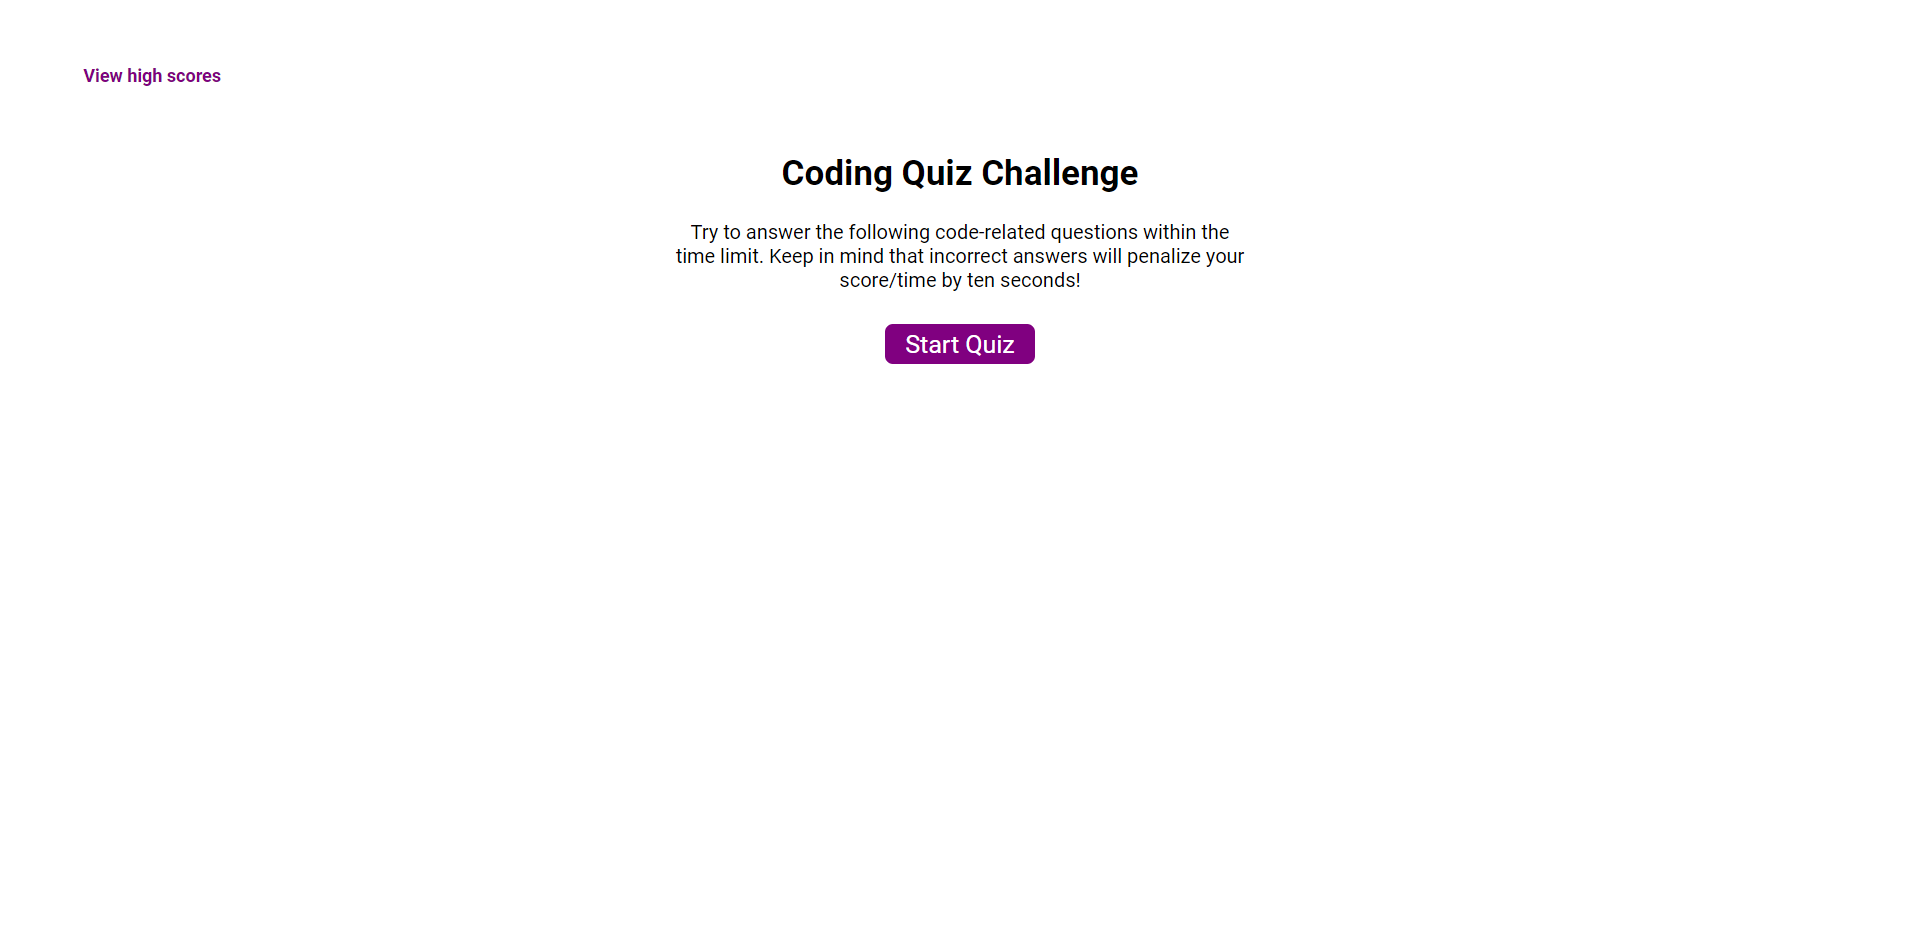 View high scores
Coding Quiz Challenge
Try to answer the following code-related questions within the
time limit. Keep in mind that incorrect answers will penalize your
score/time by ten seconds!
Start Quiz